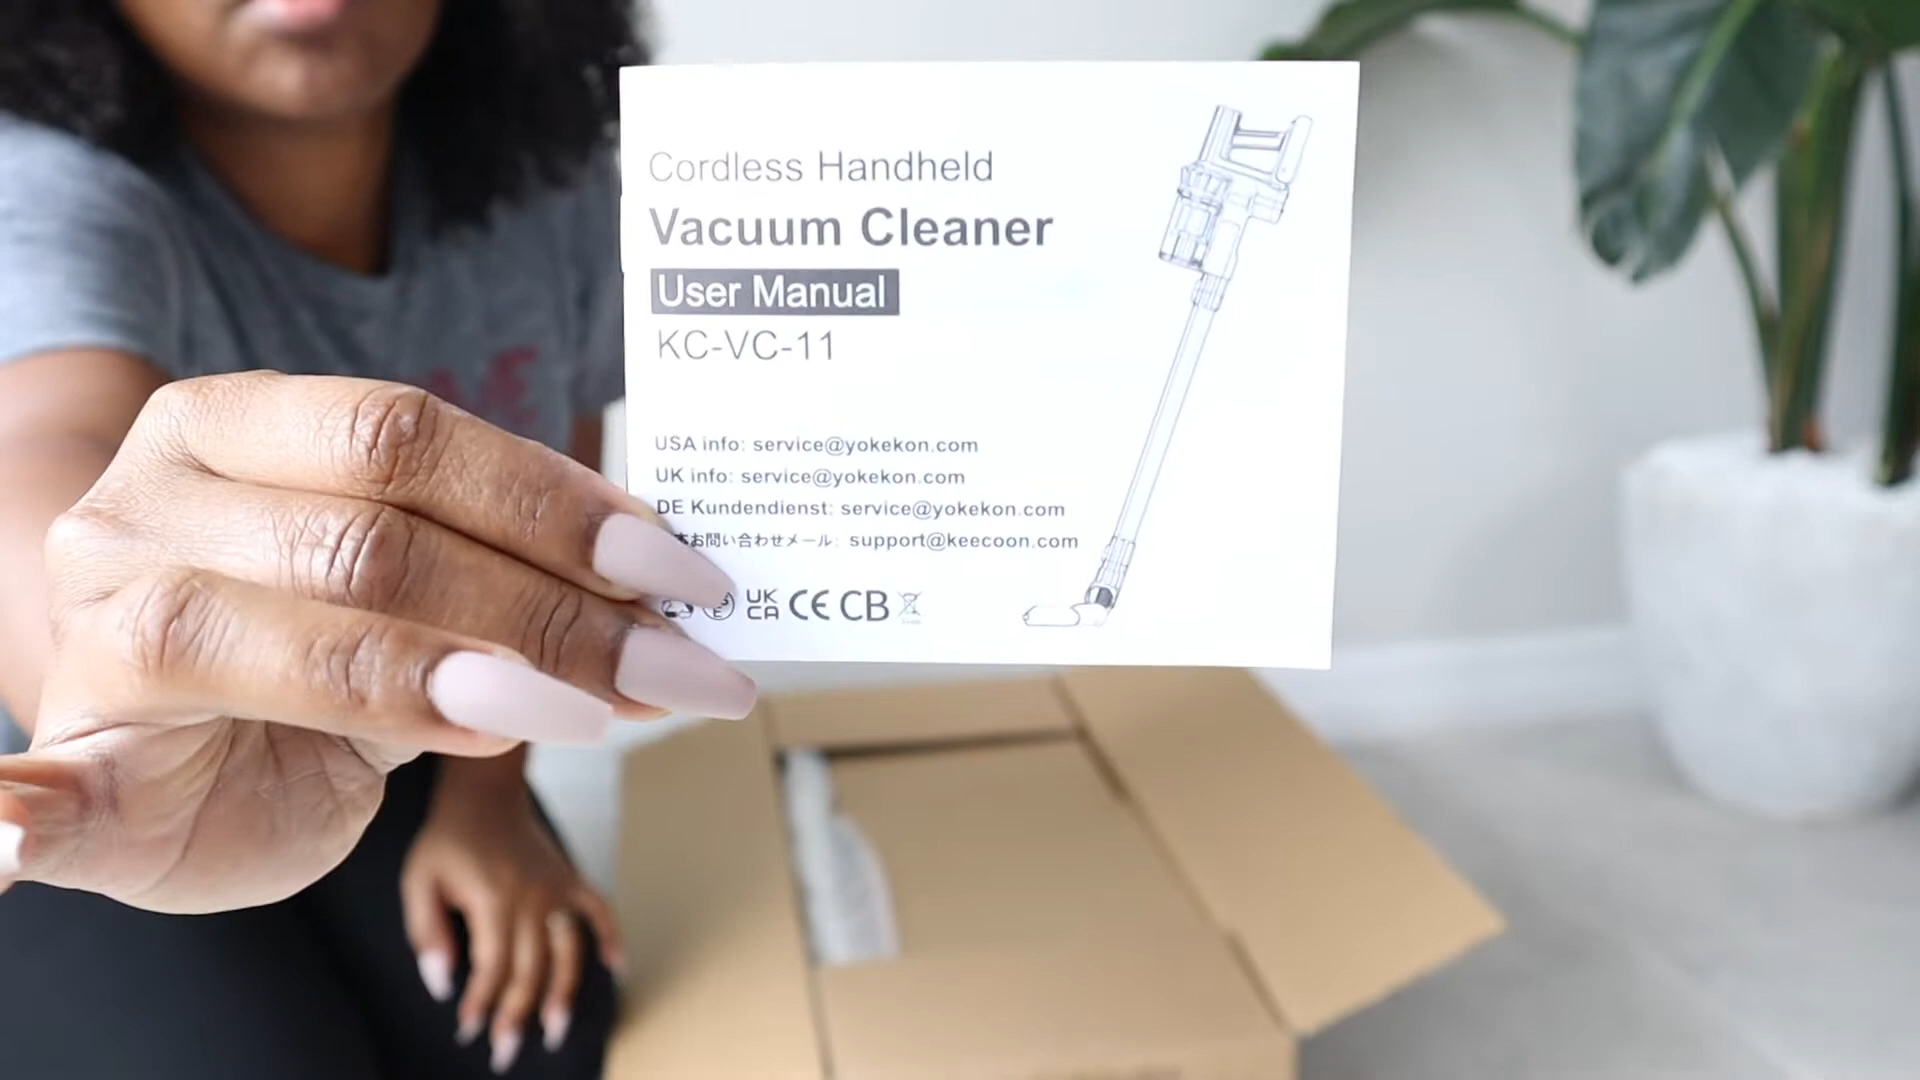 Cordless Handheld
Vacuum Cleaner
User Manual
KC-VC-11
USA info: service@yokekon.com
UK info: service@yokekon.com
DE Kundendienst: service@yokekon.com
お問い合わせメール: support@keecoon.com
UK
CA CE CB